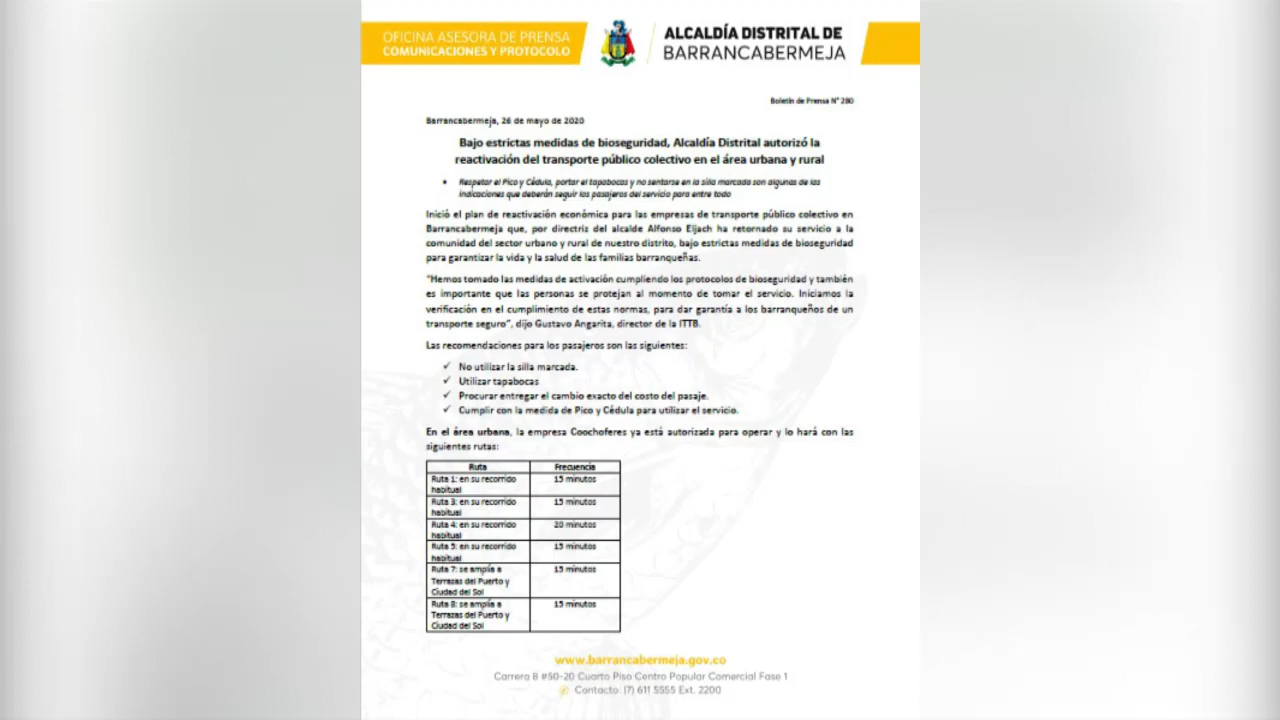 OFICINA ASESORA DE PRENSA
COMUNICACIONES Y PROTOCOLO
ALCALDÍA DISTRITAL DE
BARRANCABERMEJA
Boletín de Prensa N° 280
Barrancabermeja, 26 de mayo de 2020
Bajo estrictas medidas de bioseguridad, Alcaldía Distrital autorizó la
reactivación del transporte público colectivo en el área urbana y rural
• Respetar el Pico y Cédula, portar el tapabocas y no sentarse en la silla marcada son algunas de las
indicaciones que deberán seguir los pasajeros del servicio para entre todo
Inició el plan de reactivación económica para las empresas de transporte público colectivo en
Barrancabermeja que, por directriz del alcalde Alfonso Eljach ha retornado su servicio a la
comunidad del sector urbano y rural de nuestro distrito, bajo estrictas medidas de bioseguridad
para garantizar la vida y la salud de las familias barranqueñas.
"Hemos tomado las medidas de activación cumpliendo los protocolos de bioseguridad y también
es importante que las personas se protejan al momento de tomar el servicio. Iniciamos la
verificación en el cumplimiento de estas normas, para dar garantía a los barranqueños de un
transporte seguro", dijo Gustavo Angarita, director de la ITTB.
Las recomendaciones para los pasajeros son las siguientes:
✓ No utilizar la silla marcada.
✓ Utilizar tapabocas
✓ Procurar entregar el cambio exacto del costo del pasaje.
✓ Cumplir con la medida de Pico y Cédula para utilizar el servicio.
En el área urbana, la empresa Coochoferes ya está autorizada para operar y lo hará con las
siguientes rutas:
Ruta Frecuencia
Ruta 1: en su recorrido 15 minutos
habitual
Ruta 3: en su recorrido 15 minutos
habitual
Ruta 4: en su recorrido 20 minutos
habitual
Ruta 5: en su recorrido 15 minutos
habitual
Ruta 7: se amplía a 15 minutos
Terrazas del Puerto y
Ciudad del Sol
Ruta 8: se amplía a 15 minutos
Terrazas del Puerto y
Ciudad del Sol
www.barrancabermeja.gov.co
Carrera 8 #50-20 Cuarto Piso Centro Popular Comercial Fase 1
Contacto: (7) 611 5555 Ext. 2200